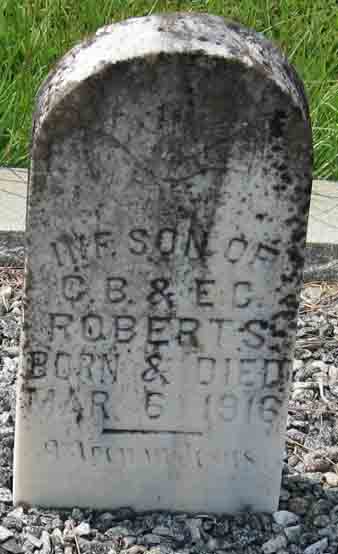 INF. SON OF
C. B. & E. C.
ROBERTS
BORN & DIED
MAR. 6 1916